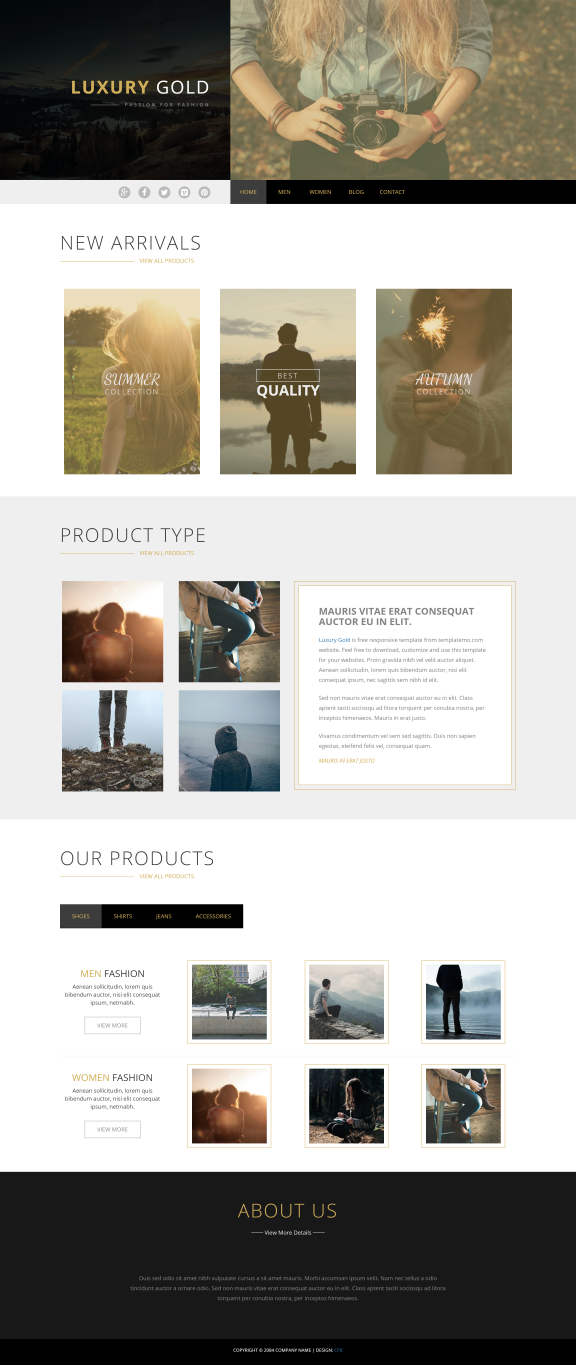 LUXURY GOLD
PASSION FOR FASHION
HOME MEN WOMEN BLOG CONTACT
NEW ARRIVALS
VIEW ALL PRODUCTS
SUMMER
COLLECTION
BEST
QUALITY
AUTUMN
COLLECTION
PRODUCT TYPE
VIEW ALL PRODUCTS
MAURIS VITAE ERAT CONSEQUAT
AUCTOR EU IN ELIT.
Luxury Gold is free responsive template from templatemo.com
website. Feel free to download, customize and use this template
for your websites. Proin gravida nibh vel velit auctor aliquet.
Aenean sollicitudin, lorem quis bibendum auctor, nisi elit
consequat ipsum, nec sagittis sem nibh id elit.
Sed non mauris vitae erat consequat auctor eu in elit. Class
aptent taciti sociosqu ad litora torquent per conubia nostra, per
inceptos himenaeos. Mauris in erat justo.
Vivamus condimentum vel sem sed sagittis. Duis non sapien
egestas, eleifend felis vel, consequat quam.
MAURIS IN ERAT JUSTO
OUR PRODUCTS
VIEW ALL PRODUCTS
SHOES SHIRTS JEANS ACCESSORIES
MEN FASHION
Aenean sollicitudin, lorem quis
bibendum auctor, nisi elit consequat
ipsum, netmabh.
VIEW MORE
WOMEN FASHION
Aenean sollicitudin, lorem quis
bibendum auctor, nisi elit consequat
ipsum, netmabh.
VIEW MORE
ABOUT US
View More Details
Duis sed odio sit amet nibh vulputate cursus a sit amet mauris. Morbi accumsan ipsum velit. Nam nec tellus a odio
tincidunt auctor a ornare odio. Sed non mauris vitae erat consequat auctor eu in elit. Class aptent taciti sociosqu ad litora
torquent per conubia nostra, per inceptos himenaeos.
COPYRIGHT © 2084 COMPANY NAME | DESIGN: